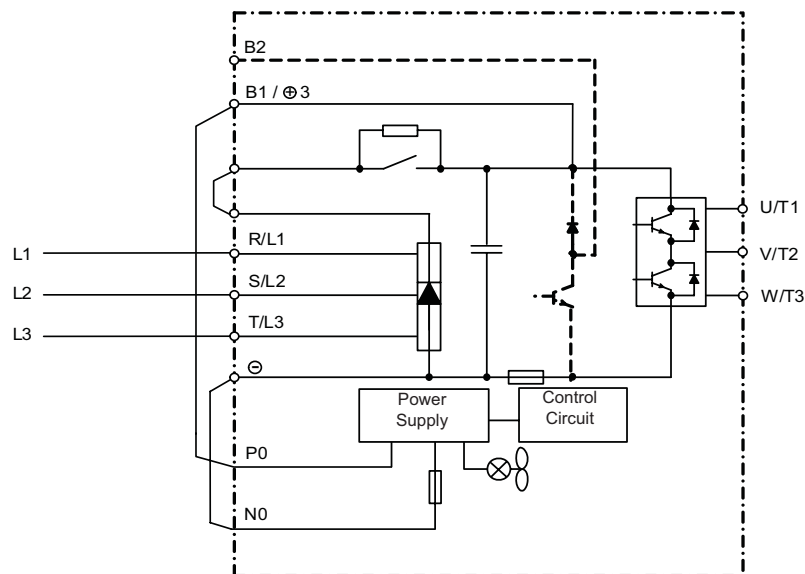 B2
B1 / ⊕ 3
R/L1
L1
S/L2
L2
T/L3
L3
⊖
U/T1
V/T2
W/T3
Power
Supply
Control
Circuit
P0
N0